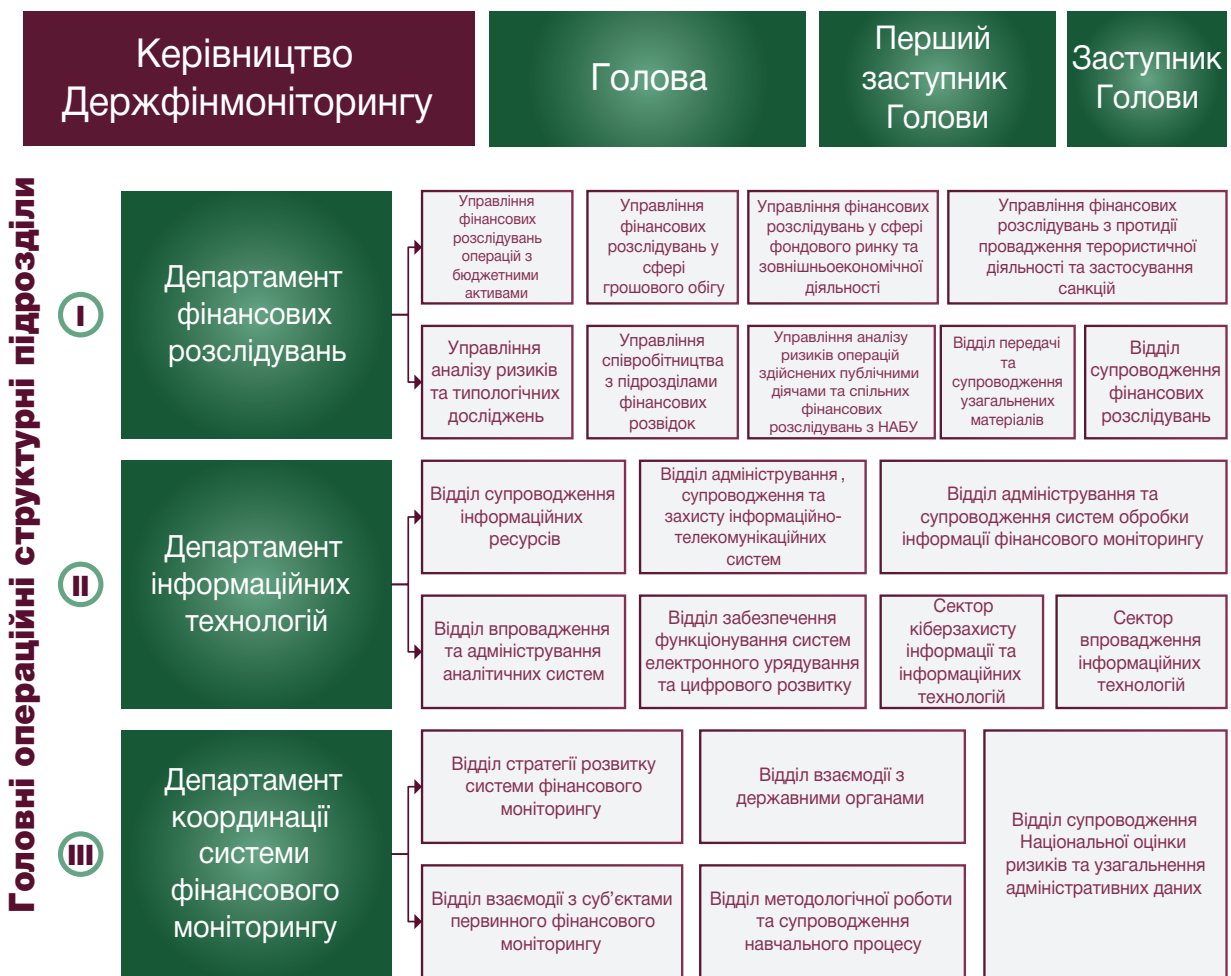 Керівництво
Держфінмоніторингу
Голова
Перший
заступник
Голови
Заступник
Голови
Головні операційні структурні підрозділи
I
Департамент
фінансових
розслідувань
Управління
фінансових
розслідувань
операцій з
бюджетними
активами
Управління
фінансових
розслідувань у
сфері
грошового обігу
Управління фінансових
розслідувань у сфері
фондового ринку та
зовнішньоекономічної
діяльності
Управління фінансових
розслідувань з протидії
провадження терористичної
діяльності та застосування
санкцій
Управління
аналізу ризиків
та типологічних
досліджень
Управління
співробітництва
з підрозділами
фінансових
розвідок
Управління аналізу
ризиків операцій
здійснених публічними
діячами та спільних
фінансових
розслідувань з НАБУ
Відділ передачі
та
супроводження
узагальнених
матеріалів
Відділ
супроводження
фінансових
розслідувань
II
Департамент
інформаційних
технологій
Відділ супроводження
інформаційних
ресурсів
Відділ адміністрування ,
супроводження та
захисту інформаційно-
телекомунікаційних
систем
Відділ адміністрування та
супроводження систем обробки
інформації фінансового моніторингу
Відділ впровадження
та адміністрування
аналітичних систем
Відділ забезпечення
функціонування систем
електронного урядування
та цифрового розвитку
Сектор
кіберзахисту
інформації та
інформаційних
технологій
Сектор
впровадження
інформаційних
технологій
III
Департамент
координації
системи
фінансового
моніторингу
Відділ стратегії розвитку
системи фінансового
моніторингу
Відділ взаємодії з
державними органами
Відділ супроводження
Національної оцінки
ризиків та узагальнення
адміністративних даних
Відділ взаємодії з суб’єктами
первинного фінансового
моніторингу
Відділ методологічної роботи
та супроводження
навчального процесу